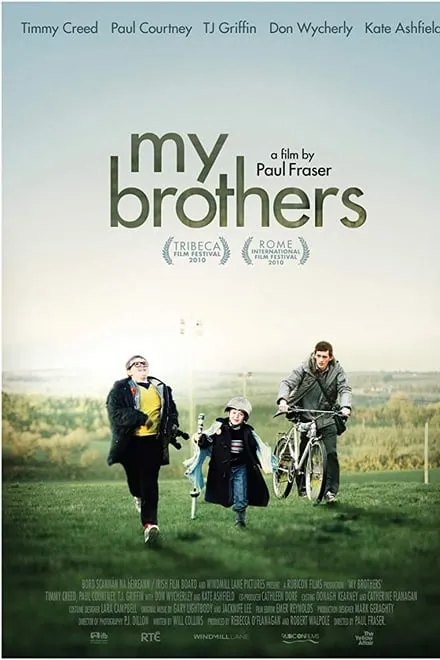 Timmy Creed Paul Courtney TJ Griffin Don Wycherly Kate Ashfield
my
brothers
a film by
Paul Fraser
TRIBECA
FILM FESTIVAL
2010
ROME
INTERNATIONAL
FILM FESTIVAL
2010
BORD SCANNÁN NA hÉIREANN / IRISH FILM BOARD AND WINDMILL LANE PICTURES PRESENT A RUBICON FILMS PRODUCTION 'MY BROTHERS'
TIMMY CREED, PAUL COURTNEY, T.J. GRIFFIN WITH DON WYCHERLEY AND KATE ASHFIELD CO-PRODUCER CATHLEEN DORE CASTING OONAGH KEARNEY AND CATHERINE FLANAGAN
COSTUME DESIGNER LARA CAMPBELL ORIGINAL MUSIC BY GARY LIGHTBODY AND JACKNIFE LEE FILM EDITOR EMER REYNOLDS PRODUCTION DESIGNER MARK GERAGHTY
DIRECTOR OF PHOTOGRAPHY P.J. DILLON WRITTEN BY WILL COLLINS PRODUCED BY REBECCA O'FLANAGAN AND ROBERT WALPOLE DIRECTED BY PAUL FRASER
RTÉ
WINDMILL LANE
RUBICON FILMS
The
Yellow
Affair